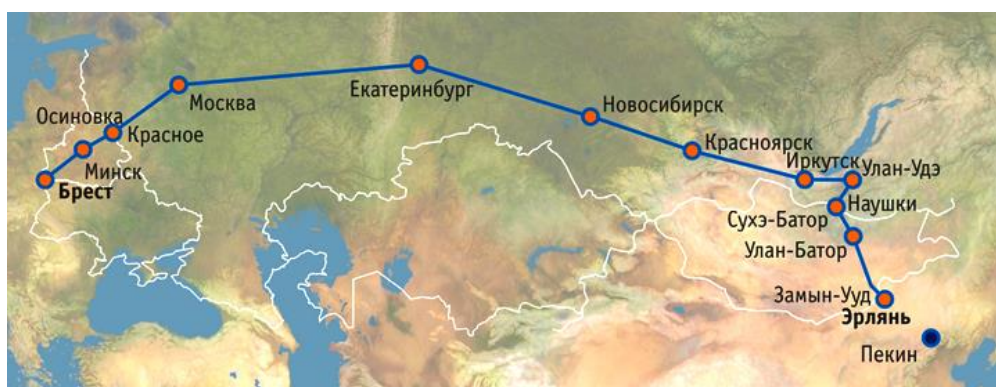 Осиновка
Красное
Минск
Брест
Москва
Екатеринбург
Новосибирск
Красноярск
Иркутск
Улан-Удэ
Наушки
Сухэ-Батор
Улан-Батор
Замын-Ууд
Эрлянь
Пекин